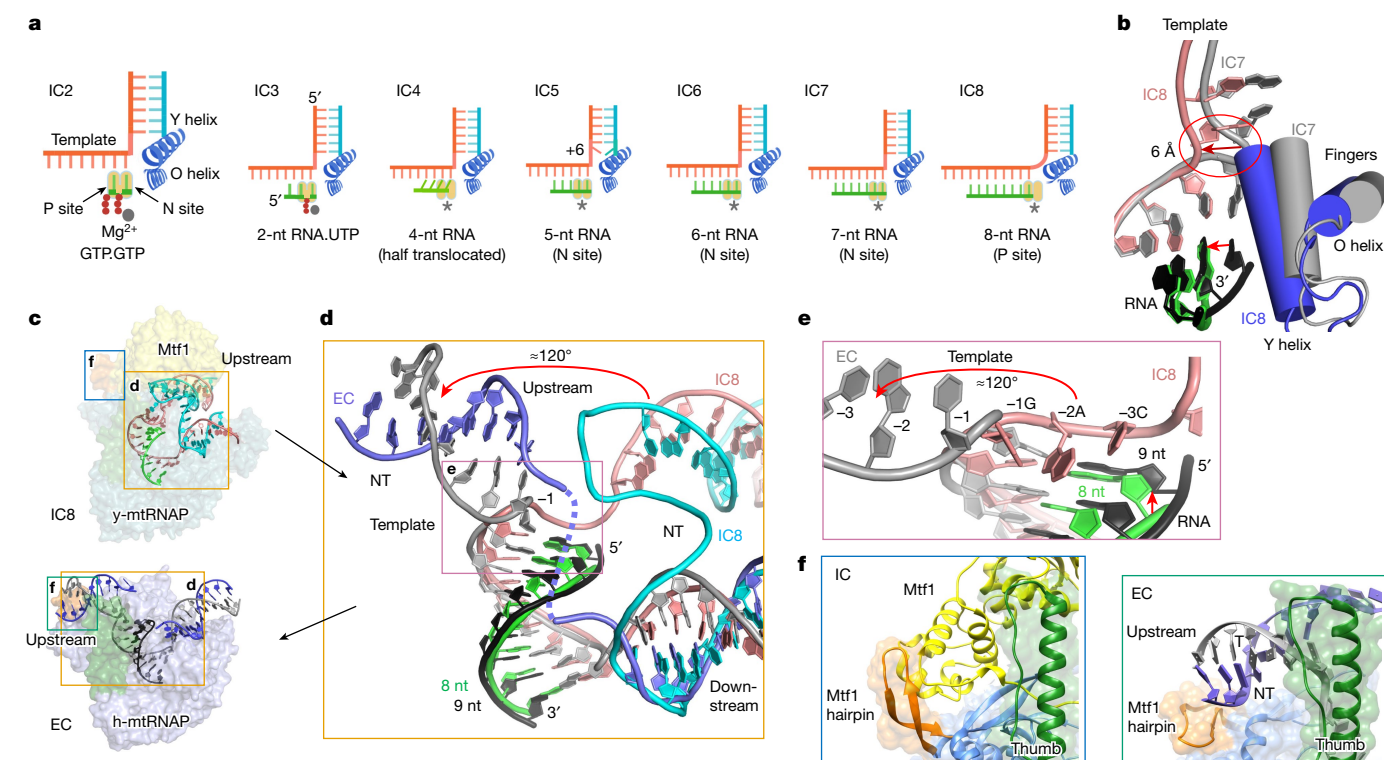 a
IC2
Template
Y helix
O helix
P site
N site
Mg2+
GTP.GTP
IC3
5′
5′
2-nt RNA.UTP
IC4
*
4-nt RNA
(half translocated)
IC5
+6
*
5-nt RNA
(N site)
IC6
*
6-nt RNA
(N site)
IC7
*
7-nt RNA
(N site)
IC8
*
8-nt RNA
(P site)
b
Template
IC7
IC8
IC7
6 Å
Fingers
O helix
3′
RNA
IC8
Y helix
c
f
Mtf1
Upstream
d
IC8
y-mtRNAP
f
d
Upstream
EC
h-mtRNAP
d
≈120°
EC
Upstream
IC8
NT
e
−1
Template
NT
IC8
5′
8 nt
9 nt
3′
Down-
stream
e
EC
Template
≈120°
IC8
−3
−2
−1
−1G
−2A
−3C
9 nt
5′
8 nt
RNA
f
IC
Mtf1
Mtf1
hairpin
Thumb
EC
Upstream
T
NT
Mtf1
hairpin
Thumb